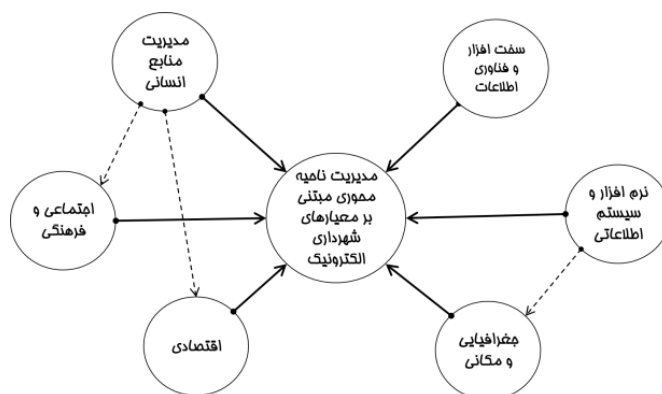 مدیریت
منابع
انسانی
سخت افزار
و فناوری
اطلاعات
مدیریت ناحیه
محوری مبتنی
بر معیارهای
شهرداری
الکترونیک
اجتماعی و
فرهنگی
نرم افزار و
سیستم
اطلاعاتی
اقتصادی
جغرافیایی
و مکانی